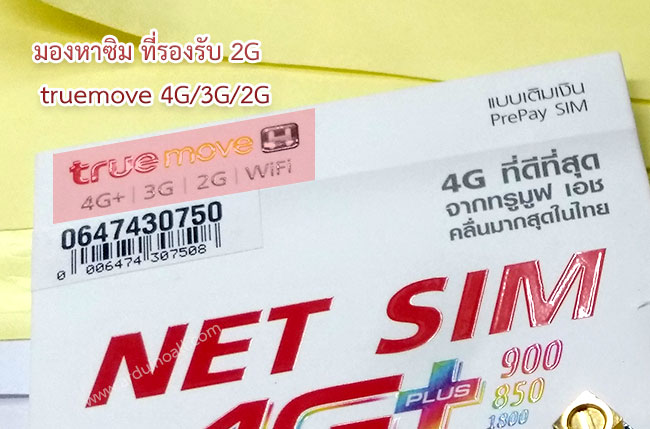 มองหาซิม ที่รองรับ 2G
truemove 4G/3G/2G
แบบเติมเงิน
PrePay SIM
true move H
4G+ | 3G | 2G | WiFi
0647430750
0 006474 307508
4G ที่ดีที่สุด
จากทรูมูฟ เอช
คลื่นมากสุดในไทย
NET SIM
4G+
PLUS
900
850
1800